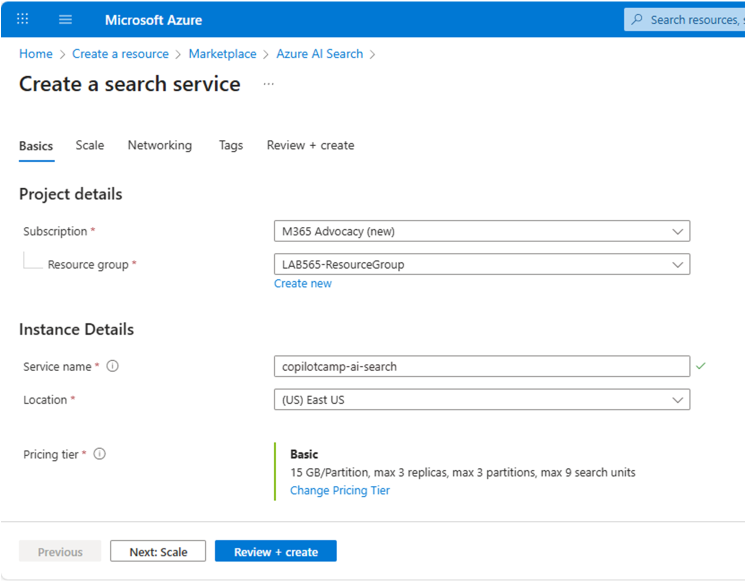 Microsoft Azure
Search resources,
Home > Create a resource > Marketplace > Azure AI Search >
Create a search service ...
Basics Scale Networking Tags Review + create
Project details
Subscription * M365 Advocacy (new)
Resource group * LAB565-ResourceGroup
Create new
Instance Details
Service name * copilotcamp-ai-search
Location * (US) East US
Pricing tier * Basic
15 GB/Partition, max 3 replicas, max 3 partitions, max 9 search units
Change Pricing Tier
Previous Next: Scale Review + create